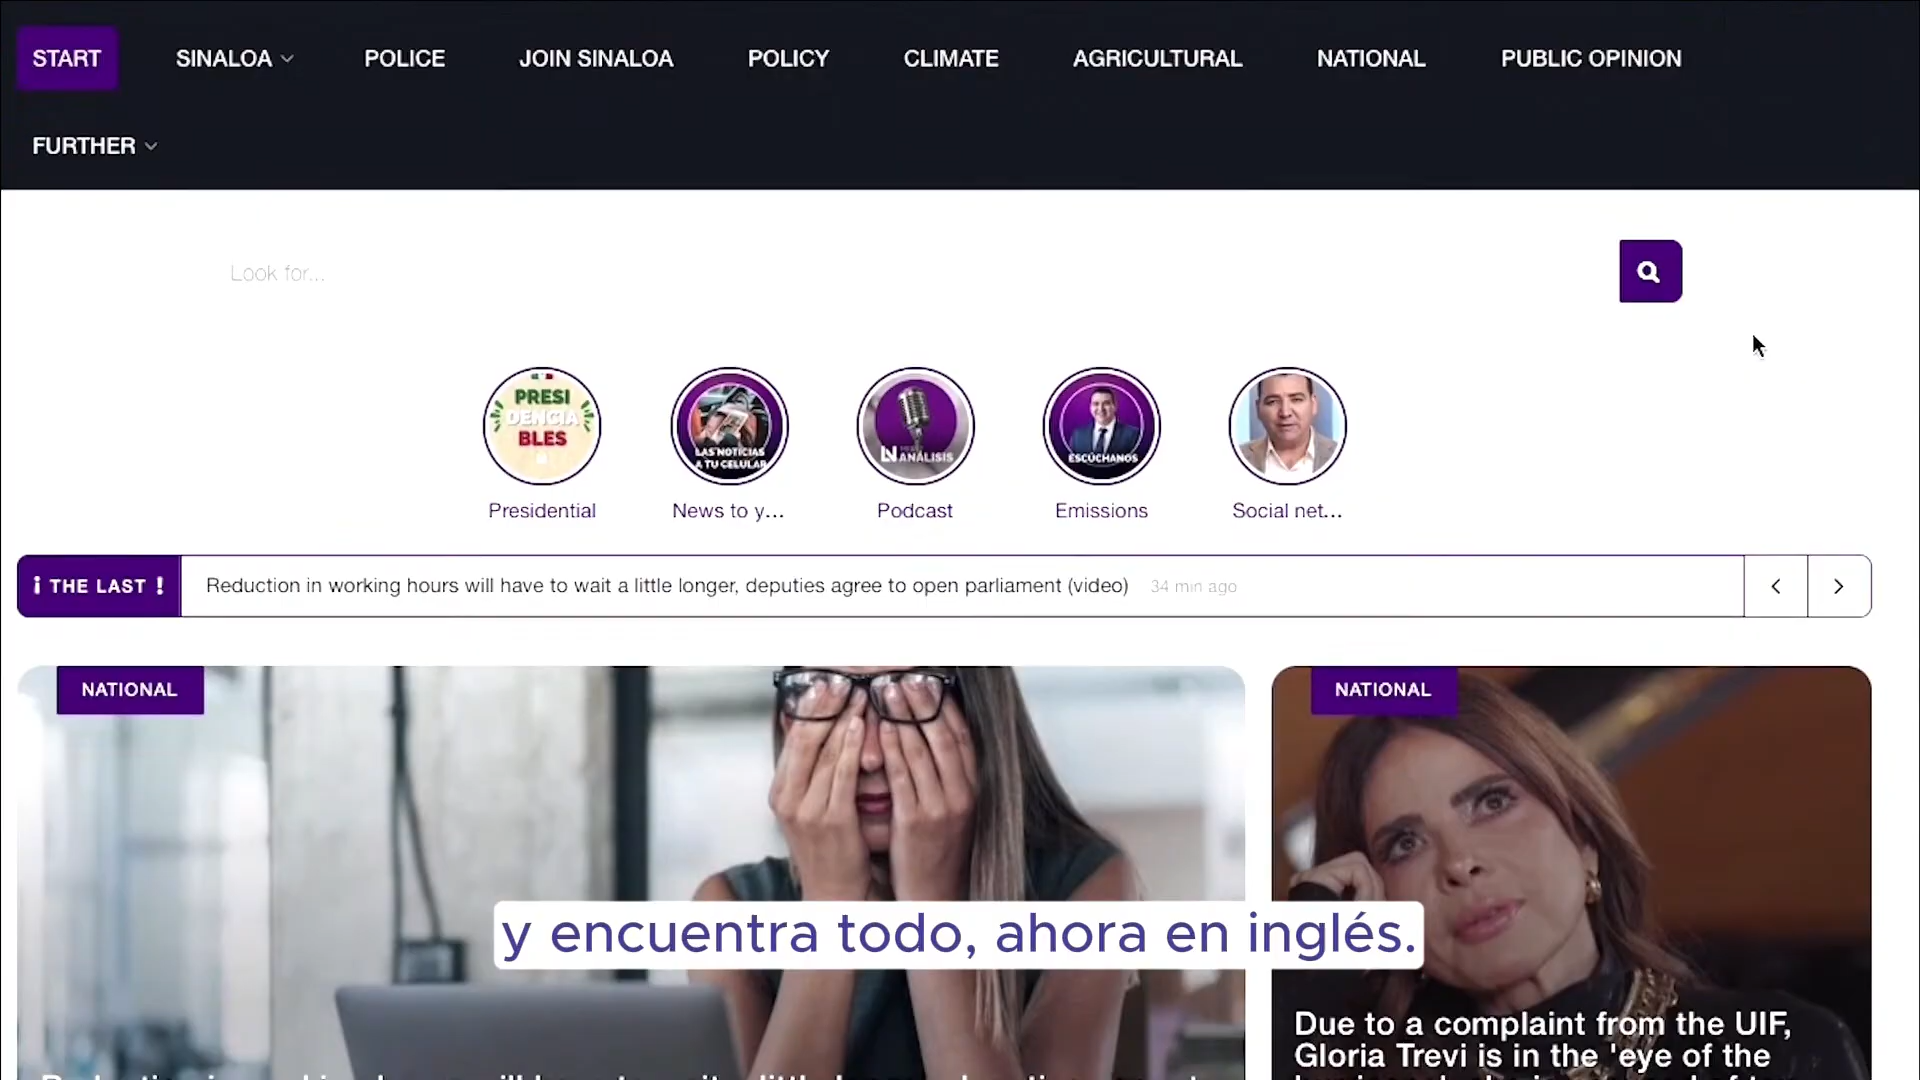 START
SINALOA
POLICE
JOIN SINALOA
POLICY
CLIMATE
AGRICULTURAL
NATIONAL
PUBLIC OPINION
FURTHER
Look for...
PRESI
DENCIA
BLES
LAS NOTICIAS
A TU CELULAR
LN ANÁLISIS
ESCÚCHANOS
Presidential
News to y...
Podcast
Emissions
Social net...
¡ THE LAST !
Reduction in working hours will have to wait a little longer, deputies agree to open parliament (video)
34 min ago
NATIONAL
NATIONAL
y encuentra todo, ahora en inglés.
Due to a complaint from the UIF,
Gloria Trevi is in the 'eye of the